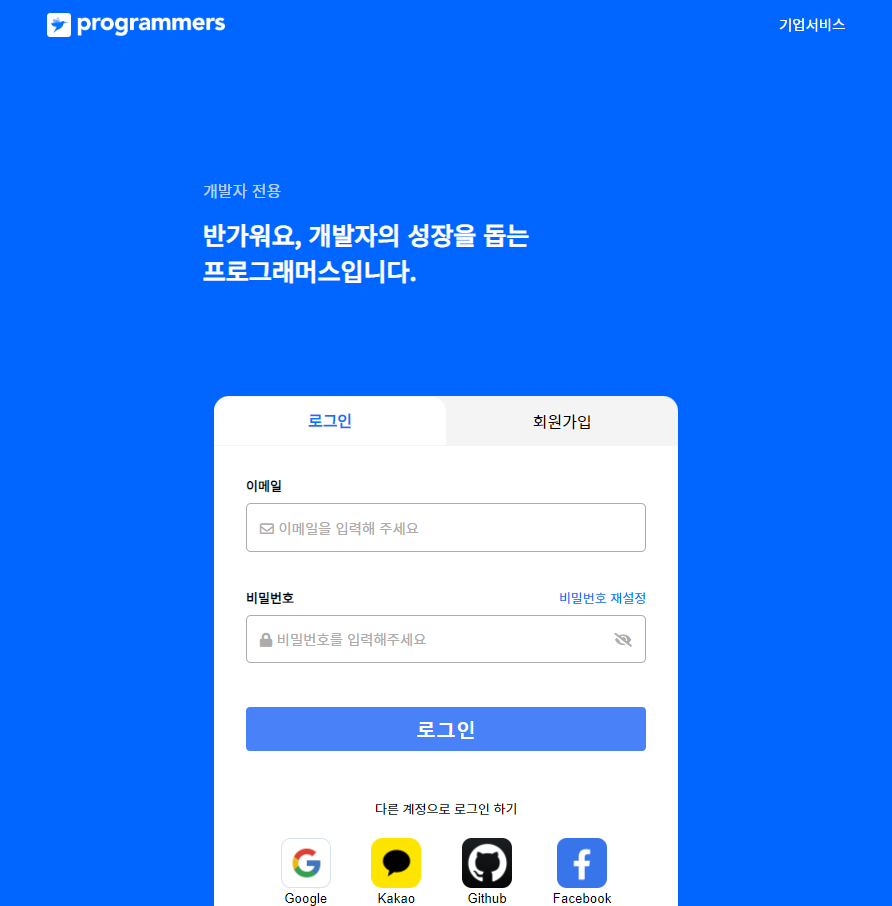 programmers
기업서비스
개발자 전용
반가워요, 개발자의 성장을 돕는
프로그래머스입니다.
로그인
회원가입
이메일
이메일을 입력해 주세요
비밀번호
비밀번호 재설정
비밀번호를 입력해주세요
로그인
다른 계정으로 로그인 하기
Google
Kakao
Github
Facebook